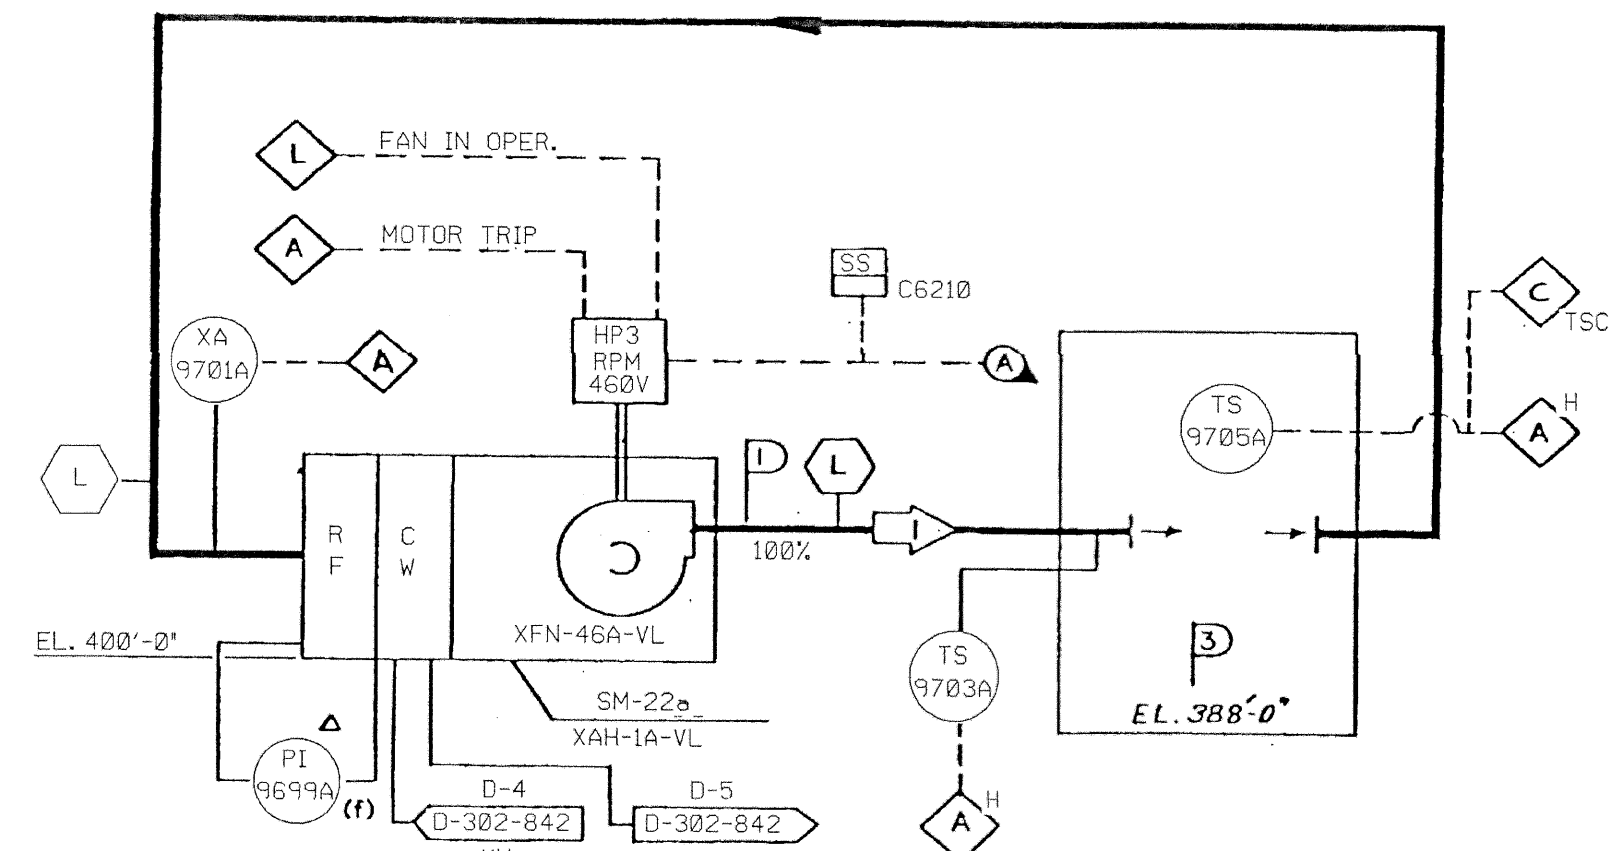 L
FAN IN OPER.
A
MOTOR TRIP
SS
C6210
C
TSC
XA
9701A
A
HP3
RPM
460V
A
TS
9705A
H
A
L
1
L
R
F
C
W
100%
1
XFN-46A-VL
EL. 400'-0"
TS
9703A
3
EL. 388'-0"
SM-22a
XAH-1A-VL
Δ
PI
9699A
(f)
D-4
D-302-842
D-5
D-302-842
H
A